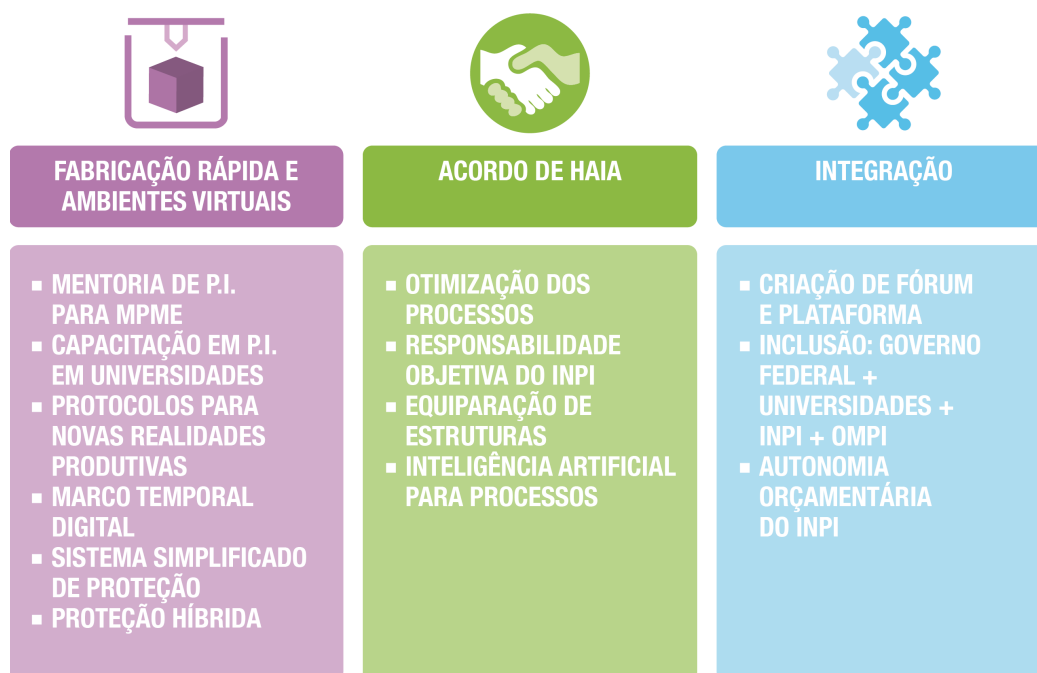 FABRICAÇÃO RÁPIDA E
AMBIENTES VIRTUAIS
■ MENTORIA DE P.I.
PARA MPME
■ CAPACITAÇÃO EM P.I.
EM UNIVERSIDADES
■ PROTOCOLOS PARA
NOVAS REALIDADES
PRODUTIVAS
■ MARCO TEMPORAL
DIGITAL
■ SISTEMA SIMPLIFICADO
DE PROTEÇÃO
■ PROTEÇÃO HÍBRIDA
ACORDO DE HAIA
■ OTIMIZAÇÃO DOS
PROCESSOS
■ RESPONSABILIDADE
OBJETIVA DO INPI
■ EQUIPARAÇÃO DE
ESTRUTURAS
■ INTELIGÊNCIA ARTIFICIAL
PARA PROCESSOS
INTEGRAÇÃO
■ CRIAÇÃO DE FÓRUM
E PLATAFORMA
■ INCLUSÃO: GOVERNO
FEDERAL +
UNIVERSIDADES +
INPI + OMPI
■ AUTONOMIA
ORÇAMENTÁRIA
DO INPI